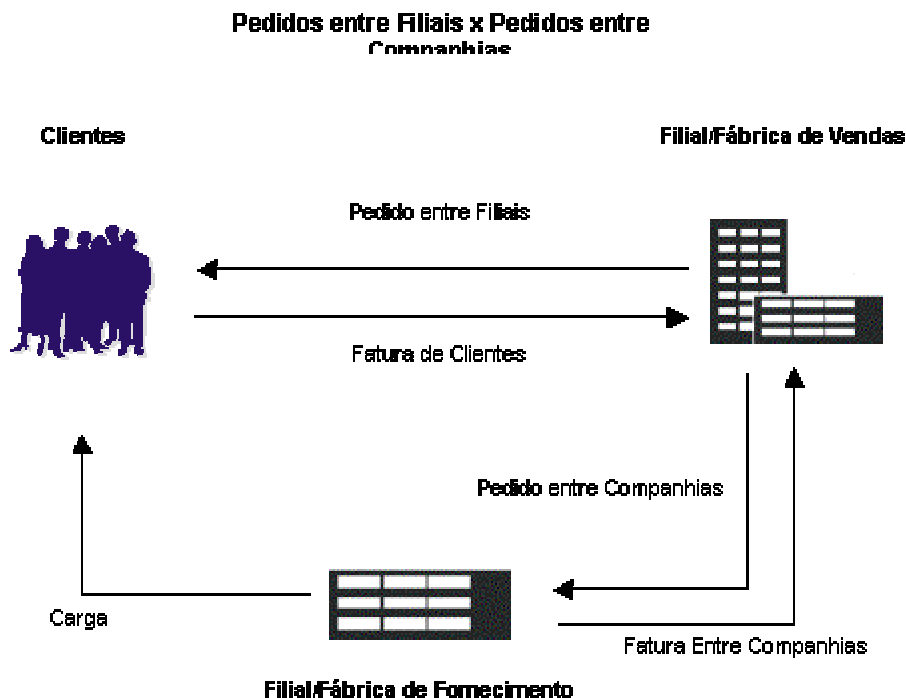 Pedidos entre Filiais x Pedidos entre
Companhias
Clientes
Filial/Fábrica de Vendas
Pedido entre Filiais
Fatura de Clientes
Pedido entre Companhias
Carga
Fatura Entre Companhias
Filial/Fábrica de Fornecimento